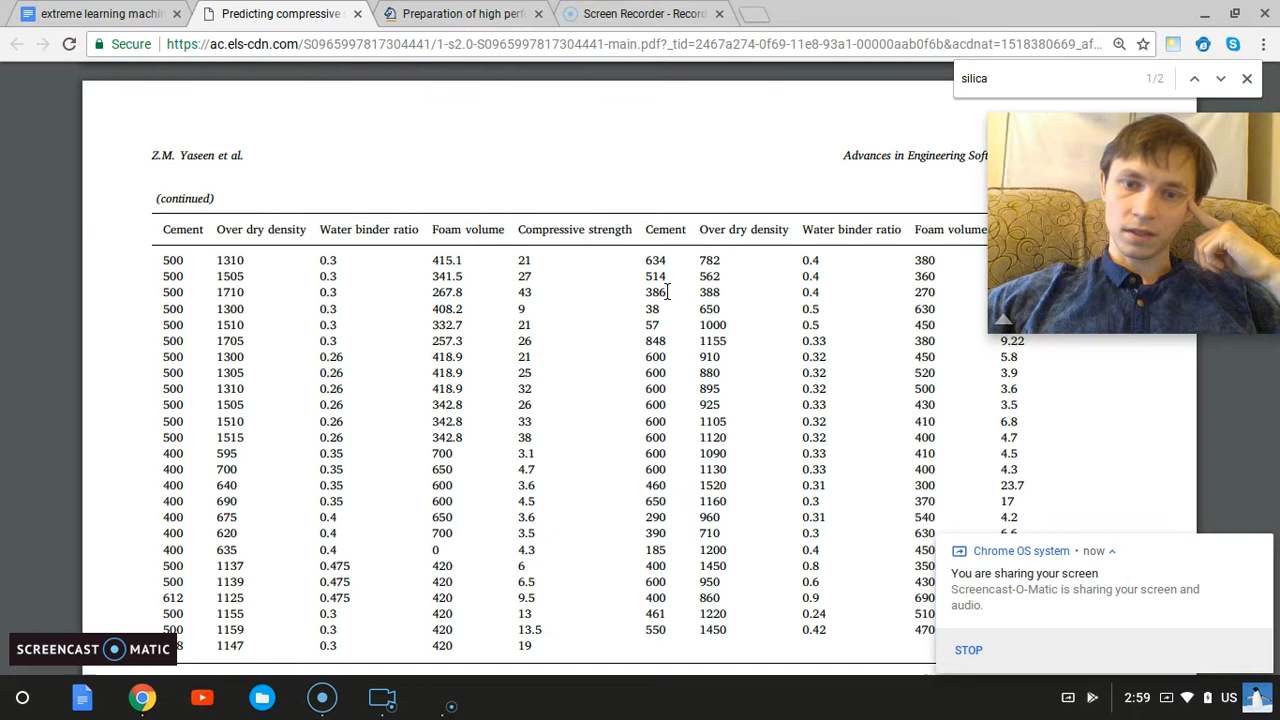 extreme learning machin
Predicting compressive s
Preparation of high perf
Screen Recorder - Record
Secure
https://ac.els-cdn.com/S0965997817304441/1-s2.0-S0965997817304441-main.pdf?_tid=2467a274-0f69-11e8-93a1-0000aab0f6b&acdnat=1518380669_af...
silica 1/2
Z.M. Yaseen et al.
Advances in Engineering Soft
(continued)
Cement Over dry density Water binder ratio Foam volume Compressive strength Cement Over dry density Water binder ratio Foam volume
500 1310 0.3 415.1 21 634 782 0.4 380
500 1505 0.3 341.5 27 514 562 0.4 360
500 1710 0.3 267.8 43 386 388 0.4 270
500 1300 0.3 408.2 9 38 650 0.5 630
500 1510 0.3 332.7 21 57 1000 0.5 450
500 1705 0.3 257.3 26 848 1155 0.33 380 9.22
500 1300 0.26 418.9 21 600 910 0.32 450 5.8
500 1305 0.26 418.9 25 600 880 0.32 520 3.9
500 1310 0.26 418.9 32 600 895 0.32 500 3.6
500 1505 0.26 342.8 26 600 925 0.33 430 3.5
500 1510 0.26 342.8 33 600 1105 0.32 410 6.8
500 1515 0.26 342.8 38 600 1120 0.32 400 4.7
400 595 0.35 700 3.1 600 1090 0.33 410 4.5
400 700 0.35 650 4.7 600 1130 0.33 400 4.3
400 640 0.35 600 3.6 460 1520 0.31 300 23.7
400 690 0.35 600 4.5 650 1160 0.3 370 17
400 675 0.4 650 3.6 290 960 0.31 540 4.2
400 620 0.4 700 3.5 390 710 0.3 630 6.6
400 635 0.4 0 4.3 185 1200 0.4 450
500 1137 0.475 420 6 400 1450 0.8 350
500 1139 0.475 420 6.5 600 950 0.6 430
612 1125 0.475 420 9.5 400 860 0.9 690
500 1155 0.3 420 13 461 1220 0.24 510
500 1159 0.3 420 13.5 550 1450 0.42 470
8 1147 0.3 420 19
Chrome OS system • now
You are sharing your screen
Screencast-O-Matic is sharing your screen and
audio.
STOP
SCREENCAST MATIC
2:59
US